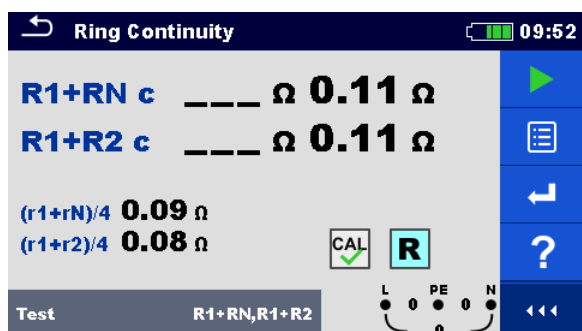 Ring Continuity 09:52
R1+RN c ___ Ω 0.11 Ω
R1+R2 c ___ Ω 0.11 Ω
(r1+rN)/4 0.09 Ω
(r1+r2)/4 0.08 Ω
CAL R
?
L PE N
0 0
0
Test R1+RN,R1+R2